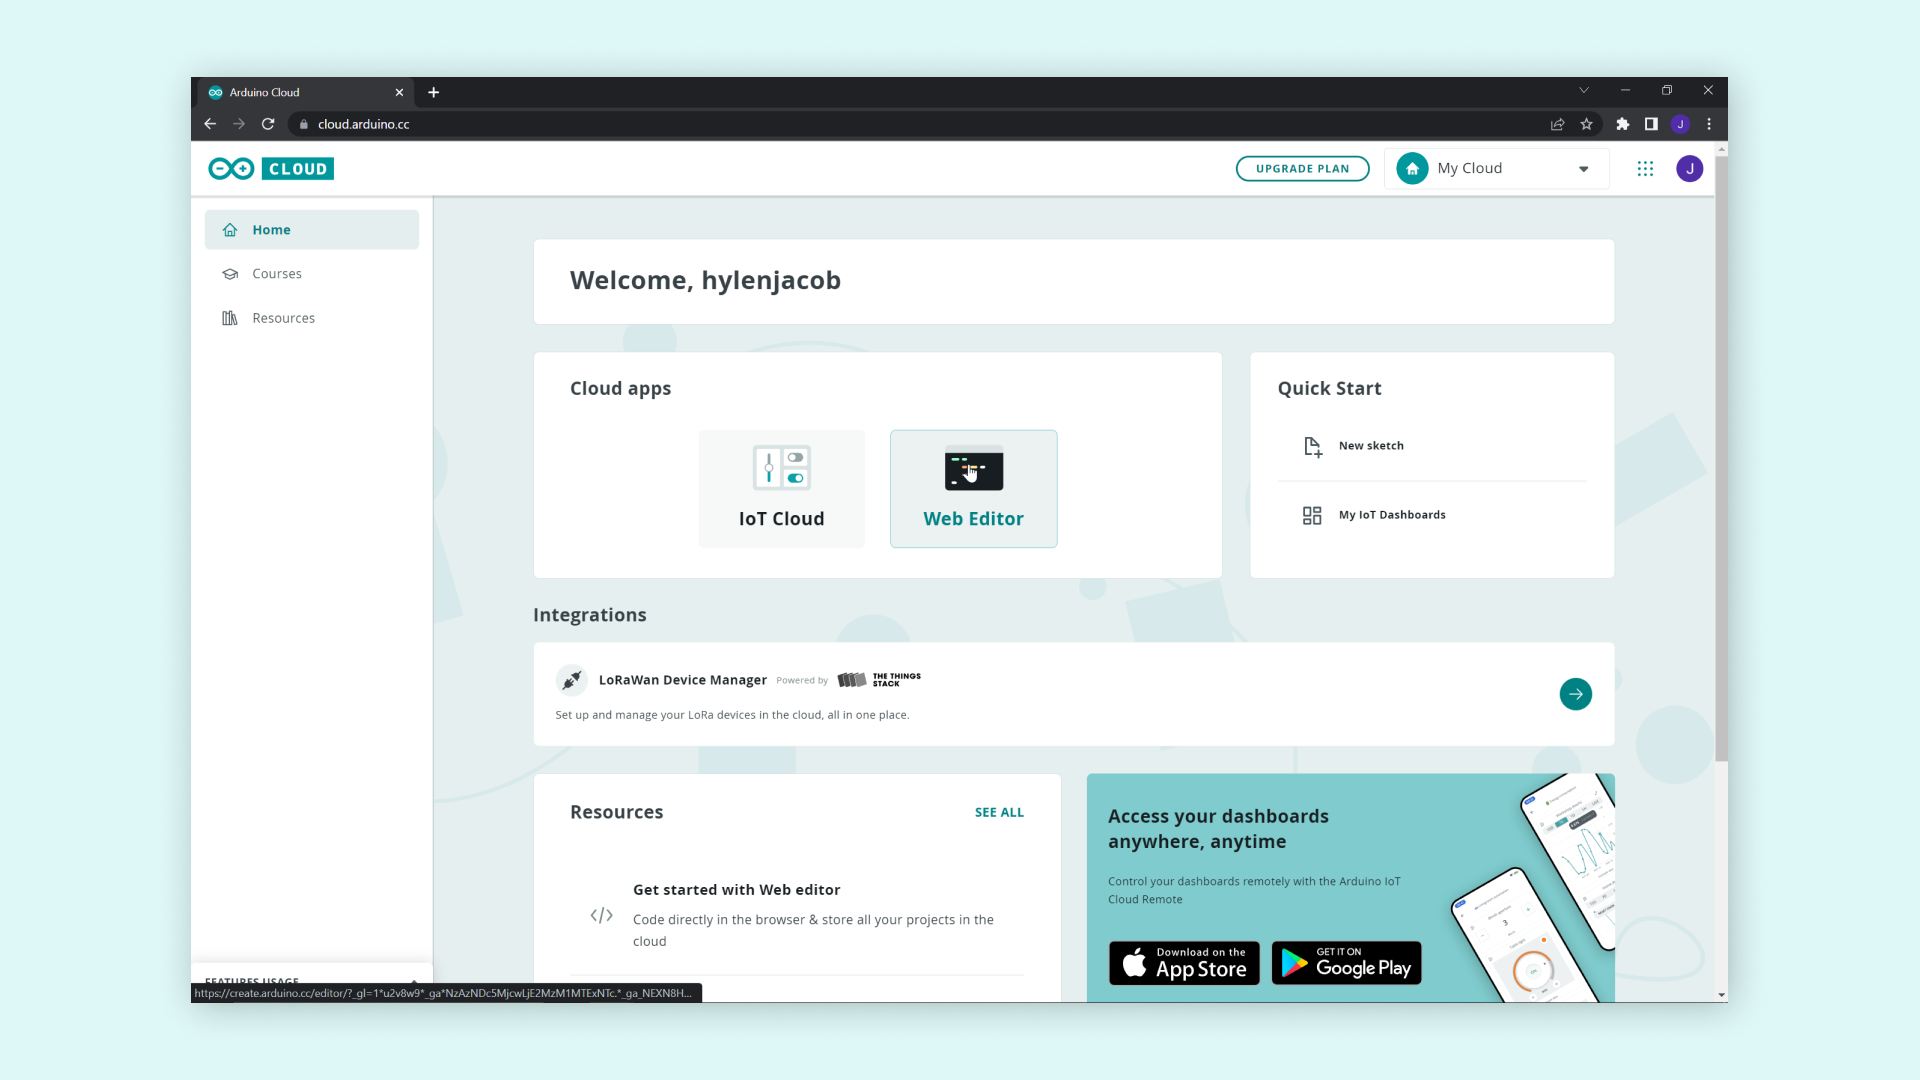 Arduino Cloud
cloud.arduino.cc
J
CLOUD
UPGRADE PLAN
My Cloud
J
Home
Courses
Resources
Welcome, hylenjacob
Cloud apps
IoT Cloud
Web Editor
Quick Start
New sketch
My IoT Dashboards
Integrations
LoRaWan Device Manager Powered by THE THINGS STACK
Set up and manage your LoRa devices in the cloud, all in one place.
Resources
SEE ALL
Get started with Web editor
Code directly in the browser & store all your projects in the
cloud
Access your dashboards
anywhere, anytime
Control your dashboards remotely with the Arduino IoT
Cloud Remote
Download on the
App Store
GET IT ON
Google Play
FEATURES USAGE
https://create.arduino.cc/editor/?_gl=1*u2v8w9*_ga*NzAzNDc5MjcwLjE2MzM1MTExNTc.*_ga_NEXN8H...